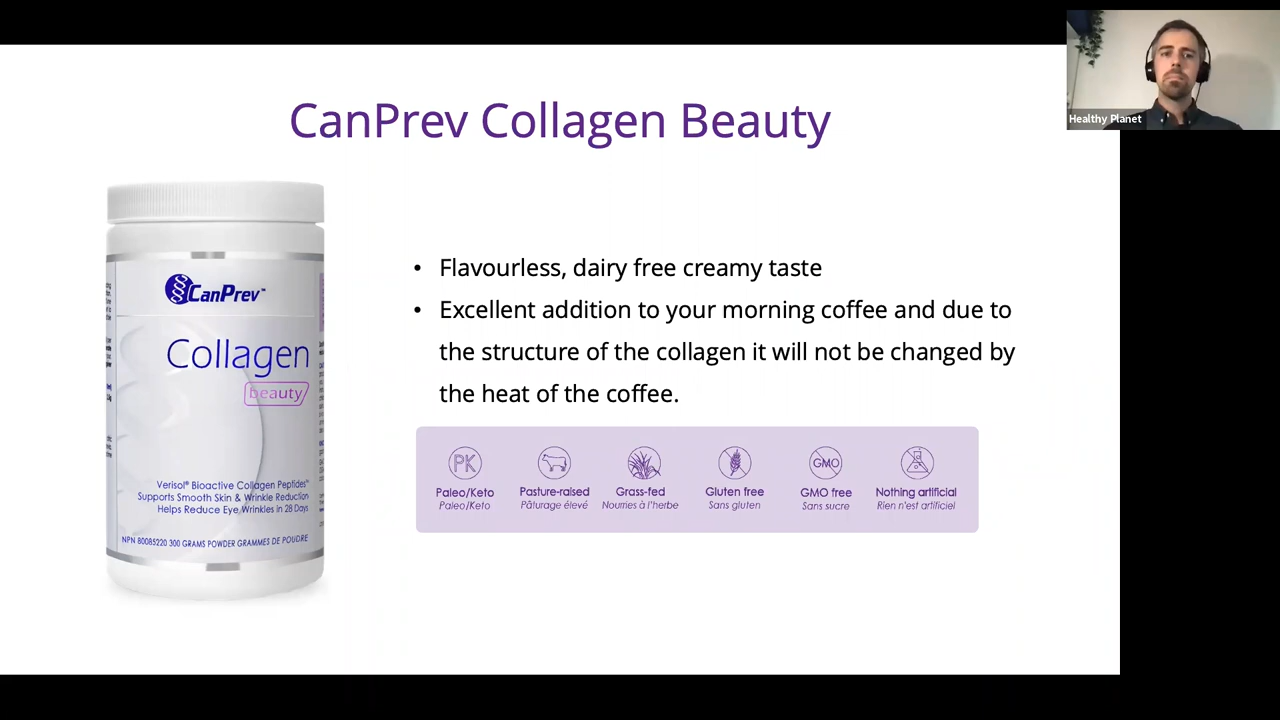 CanPrev Collagen Beauty
Healthy Planet
CanPrev™
Collagen
beauty
Verisol® Bioactive Collagen Peptides™
Supports Smooth Skin & Wrinkle Reduction
Helps Reduce Eye Wrinkles in 28 Days
NPN 80085220 300 GRAMS POWDER GRAMMES DE POUDRE
• Flavourless, dairy free creamy taste
• Excellent addition to your morning coffee and due to
the structure of the collagen it will not be changed by
the heat of the coffee.
PK
GMO
Paleo/Keto
Pasture-raised
Grass-fed
Gluten free
GMO free
Nothing artificial
Paleo/Keto
Pâturage élevé
Nourries à l'herbe
Sans gluten
Sans sucre
Rien n'est artificiel